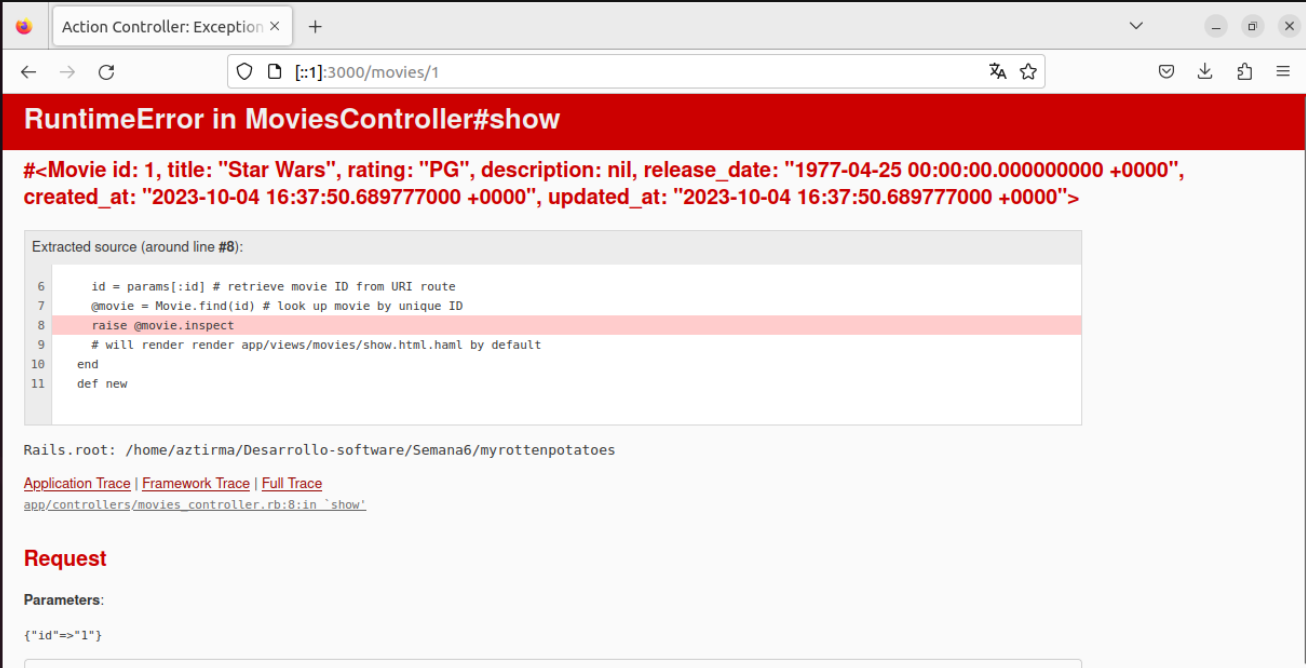 Action Controller: Exception
[::1]:3000/movies/1
RuntimeError in MoviesController#show
#<Movie id: 1, title: "Star Wars", rating: "PG", description: nil, release_date: "1977-04-25 00:00:00.000000000 +0000",
created_at: "2023-10-04 16:37:50.689777000 +0000", updated_at: "2023-10-04 16:37:50.689777000 +0000">
Extracted source (around line #8):
6 id = params[:id] # retrieve movie ID from URI route
7 @movie = Movie.find(id) # look up movie by unique ID
8 raise @movie.inspect
9 # will render render app/views/movies/show.html.haml by default
10 end
11 def new
Rails.root: /home/aztirma/Desarrollo-software/Semana6/myrottenpotatoes
Application Trace | Framework Trace | Full Trace
app/controllers/movies_controller.rb:8:in `show'
Request
Parameters:
{"id"=>"1"}